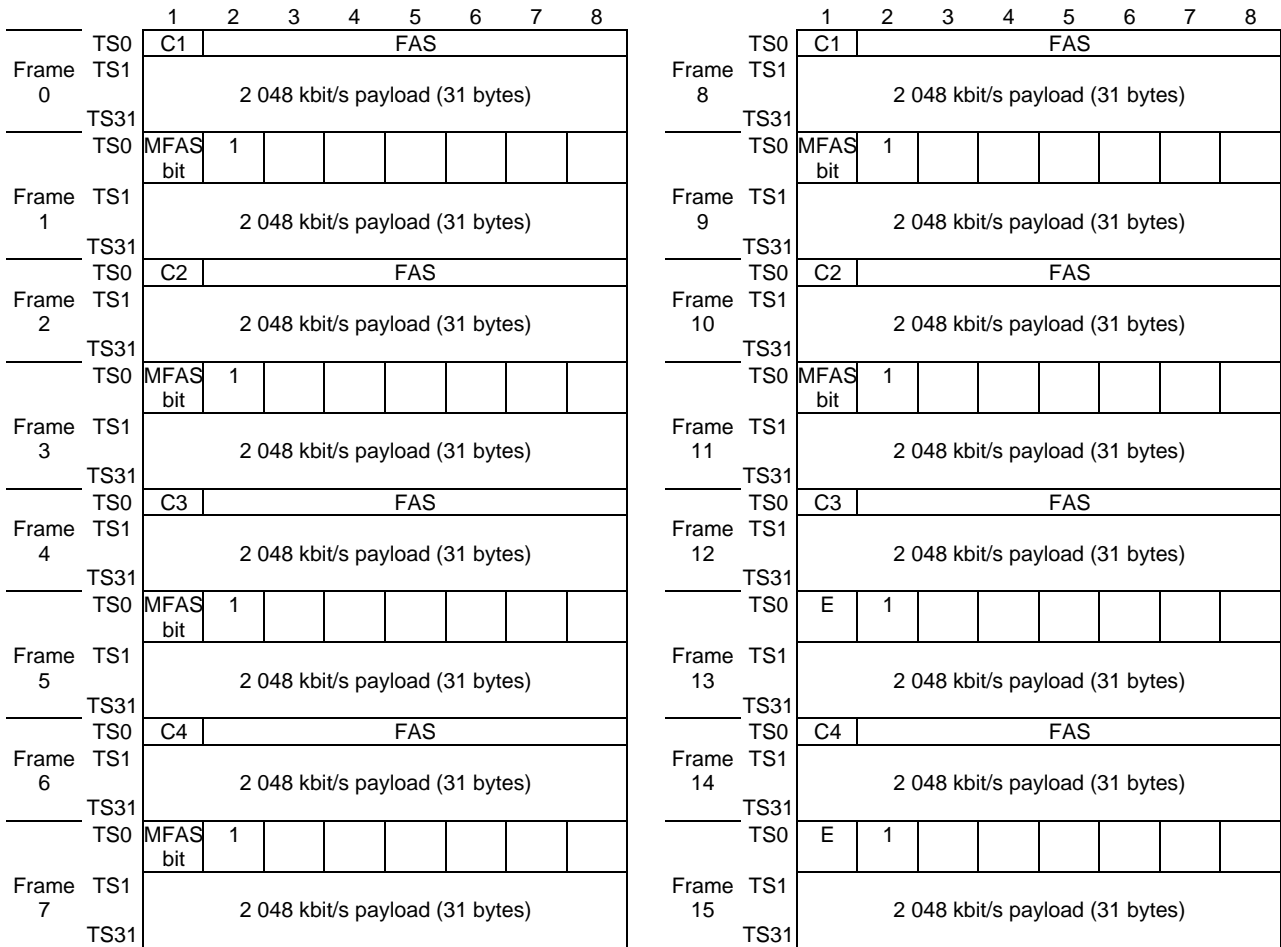 1 2 3 4 5 6 7 8
TS0 C1 FAS
Frame TS1
0 2 048 kbit/s payload (31 bytes)
TS31
TS0 MFAS 1
bit
Frame TS1
1 2 048 kbit/s payload (31 bytes)
TS31
TS0 C2 FAS
Frame TS1
2 2 048 kbit/s payload (31 bytes)
TS31
TS0 MFAS 1
bit
Frame TS1
3 2 048 kbit/s payload (31 bytes)
TS31
TS0 C3 FAS
Frame TS1
4 2 048 kbit/s payload (31 bytes)
TS31
TS0 MFAS 1
bit
Frame TS1
5 2 048 kbit/s payload (31 bytes)
TS31
TS0 C4 FAS
Frame TS1
6 2 048 kbit/s payload (31 bytes)
TS31
TS0 MFAS 1
bit
Frame TS1
7 2 048 kbit/s payload (31 bytes)
TS31
1 2 3 4 5 6 7 8
TS0 C1 FAS
Frame TS1
8 2 048 kbit/s payload (31 bytes)
TS31
TS0 MFAS 1
bit
Frame TS1
9 2 048 kbit/s payload (31 bytes)
TS31
TS0 C2 FAS
Frame TS1
10 2 048 kbit/s payload (31 bytes)
TS31
TS0 MFAS 1
bit
Frame TS1
11 2 048 kbit/s payload (31 bytes)
TS31
TS0 C3 FAS
Frame TS1
12 2 048 kbit/s payload (31 bytes)
TS31
TS0 E 1
Frame TS1
13 2 048 kbit/s payload (31 bytes)
TS31
TS0 C4 FAS
Frame TS1
14 2 048 kbit/s payload (31 bytes)
TS31
TS0 E 1
Frame TS1
15 2 048 kbit/s payload (31 bytes)
TS31